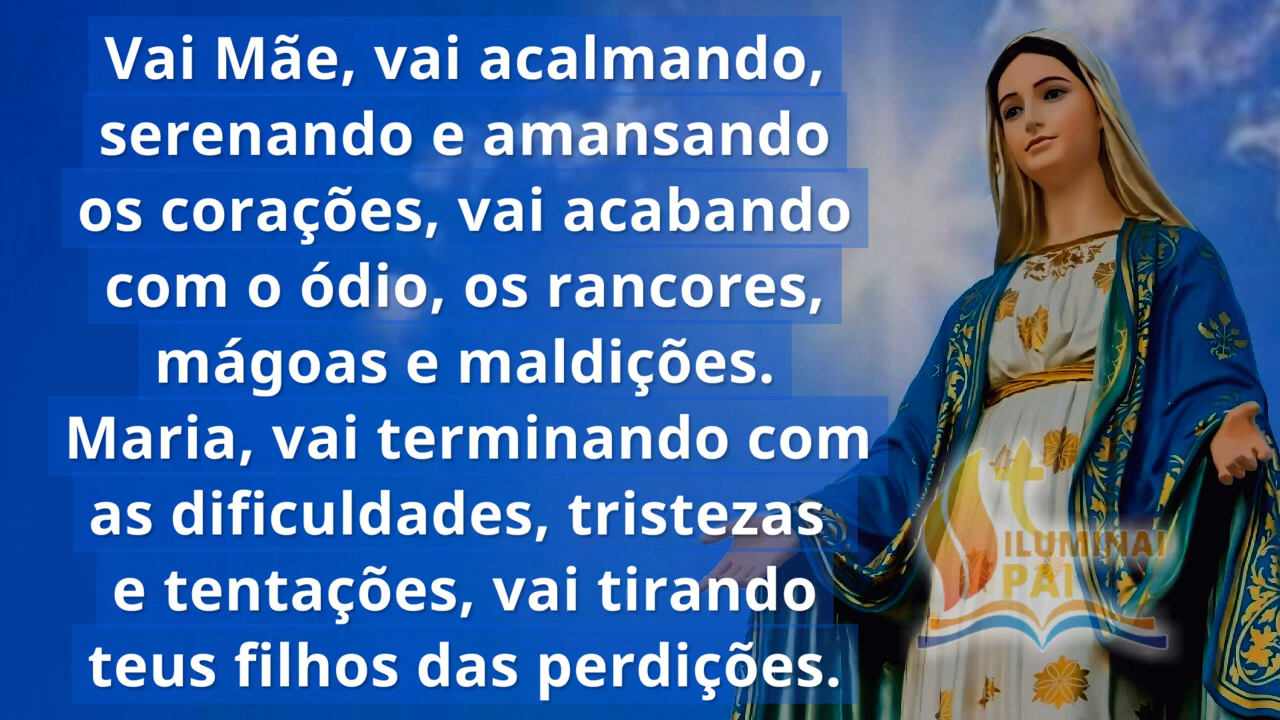 Vai Mãe, vai acalmando,
serenando e amansando
os corações, vai acabando
com o ódio, os rancores,
mágoas e maldições.
Maria, vai terminando com
as dificuldades, tristezas
e tentações, vai tirando
teus filhos das perdições.
ILUMINAI
PAI